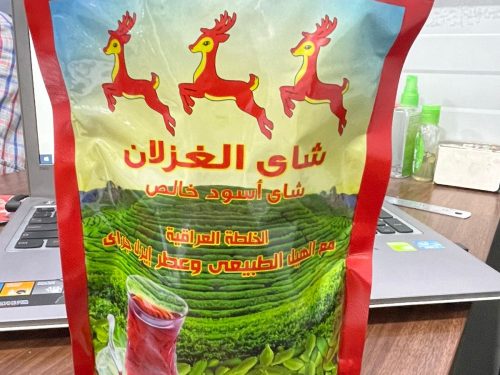 شاي الغزلان
شاي أسود خالص
الخلطة العراقية
مع الهيل الطبيعي وعطر إيرل جراي